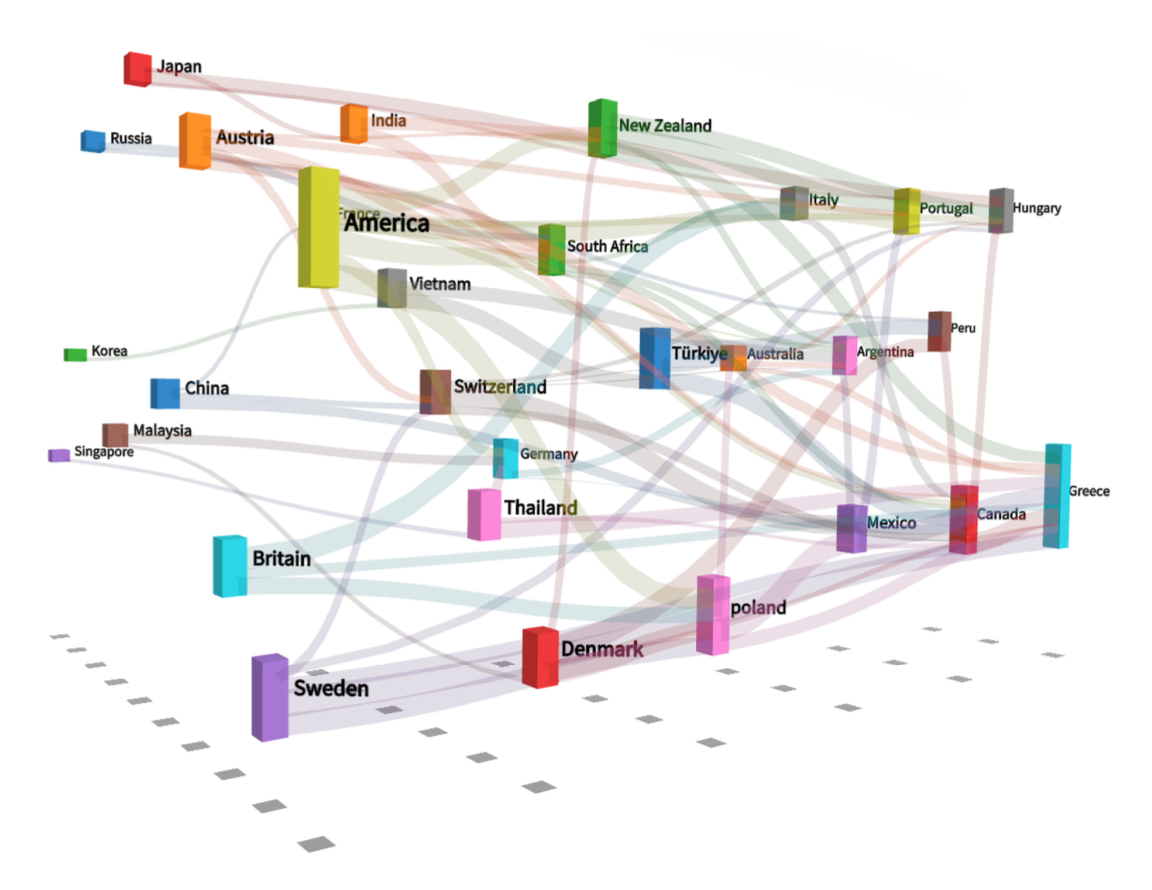 Japan
New Zealand
India
Russia
Austria
Italy
Portugal
Hungary
France
America
South Africa
Vietnam
Peru
Korea
Türkiye
Australia
Argentina
China
Switzerland
Malaysia
Singapore
Germany
Greece
Thailand
Canada
Mexico
Britain
poland
Denmark
Sweden